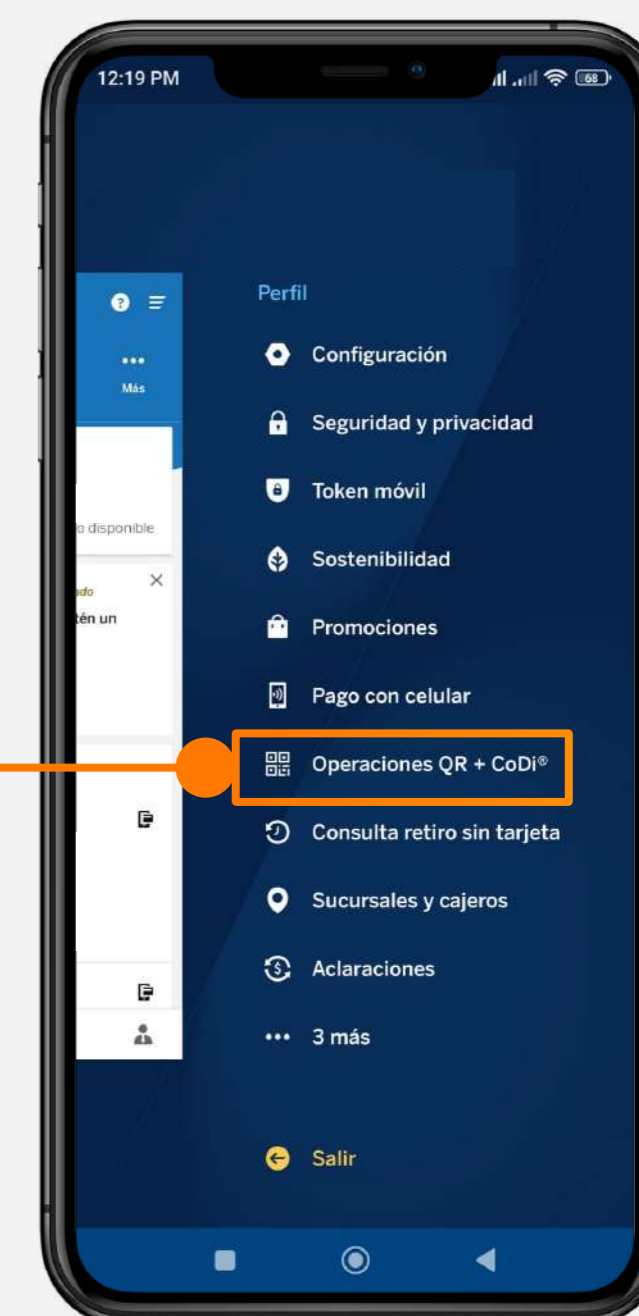 12:19 PM
68
Perfil
Más
Configuración
Seguridad y privacidad
Token móvil
o disponible
Sostenibilidad
do
tén un
Promociones
Pago con celular
Operaciones QR + CoDi®
Consulta retiro sin tarjeta
Sucursales y cajeros
Aclaraciones
3 más
Salir